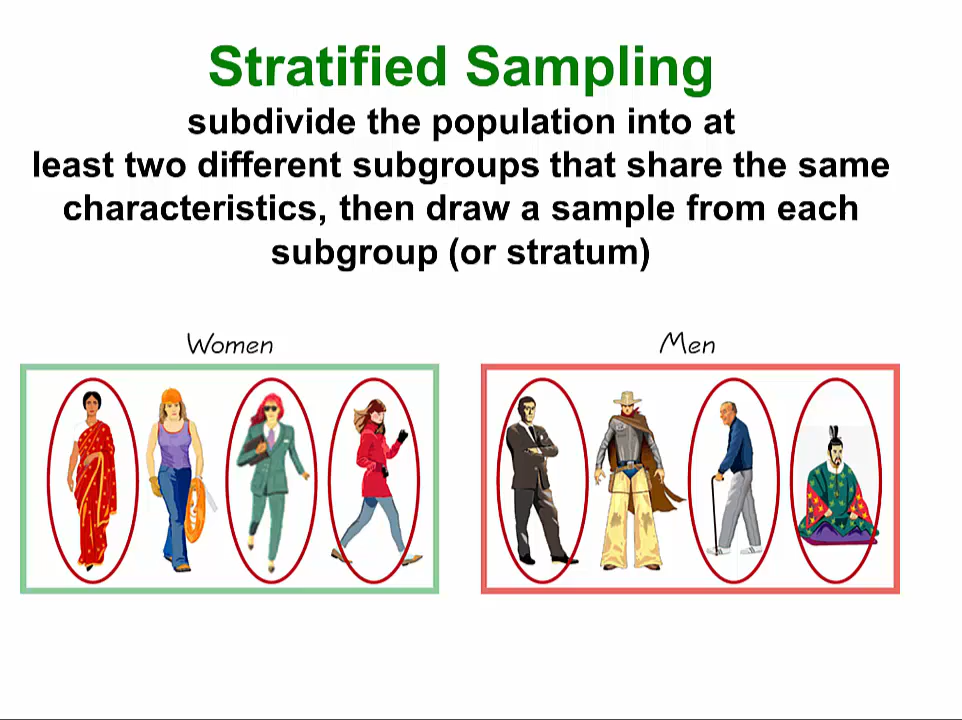 Stratified Sampling
subdivide the population into at
least two different subgroups that share the same
characteristics, then draw a sample from each
subgroup (or stratum)
Women
Men